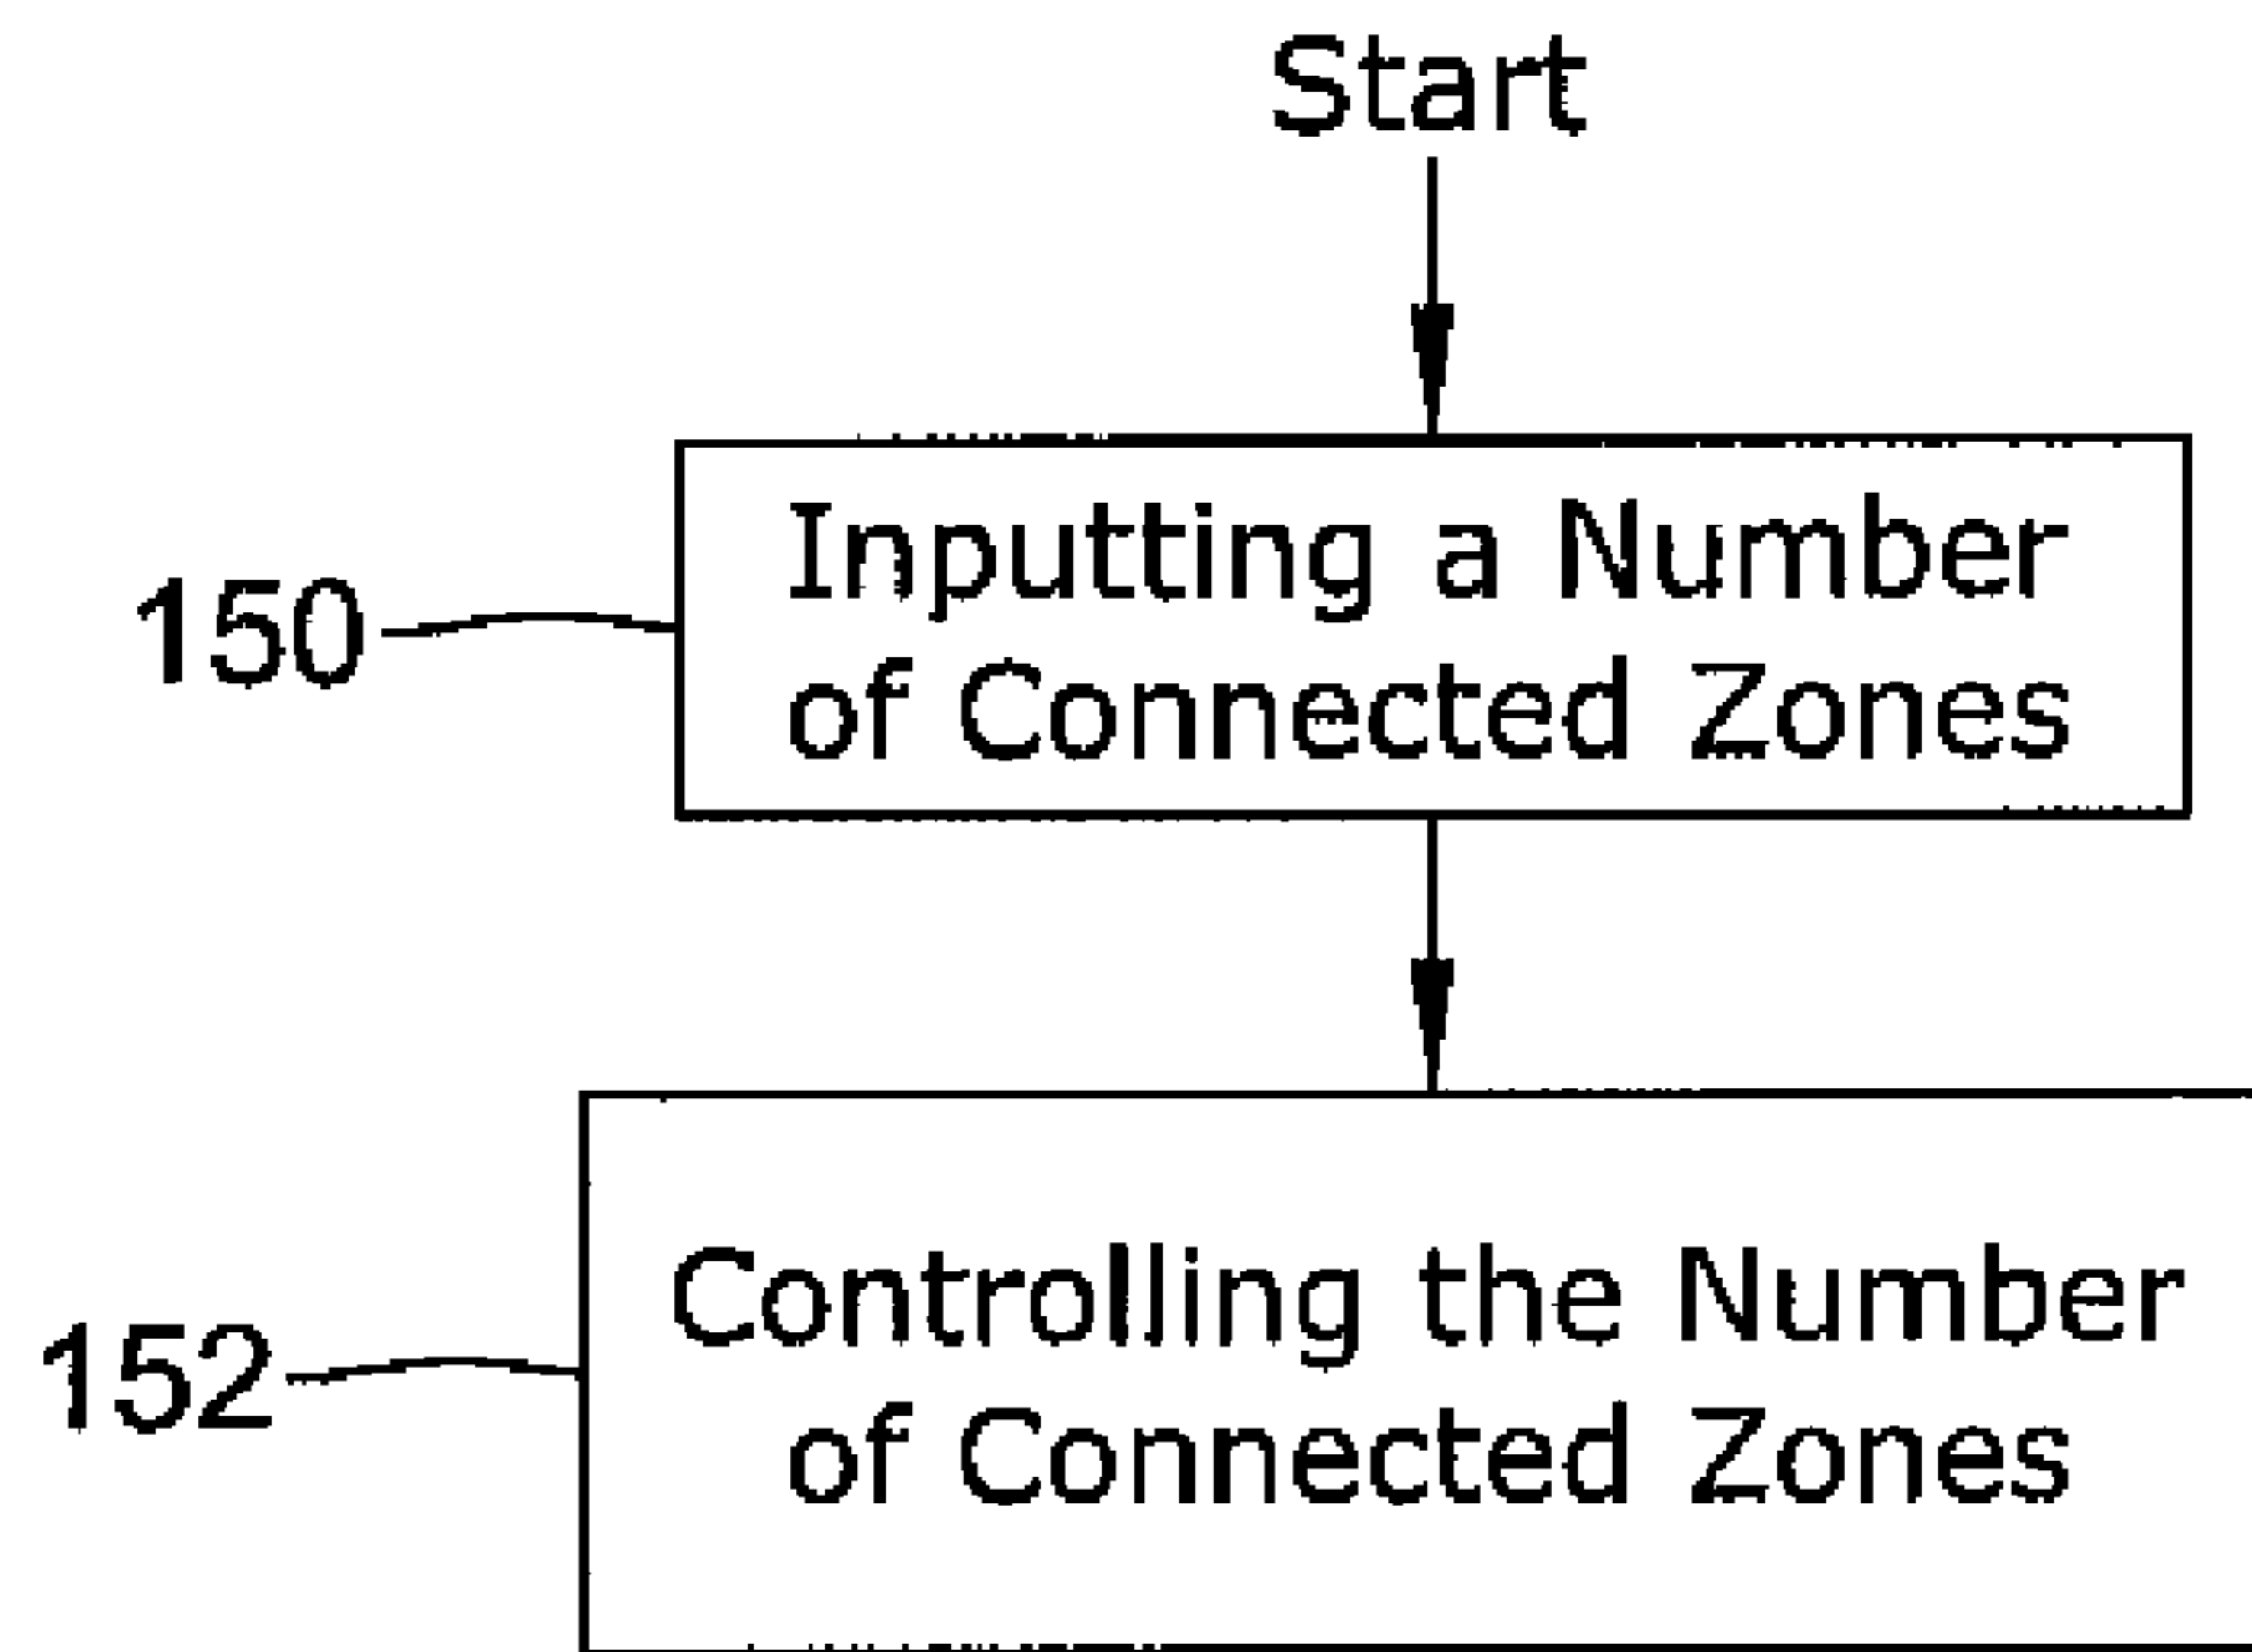 Start
150
Inputting a Number
of Connected Zones
152
Controlling the Number
of Connected Zones